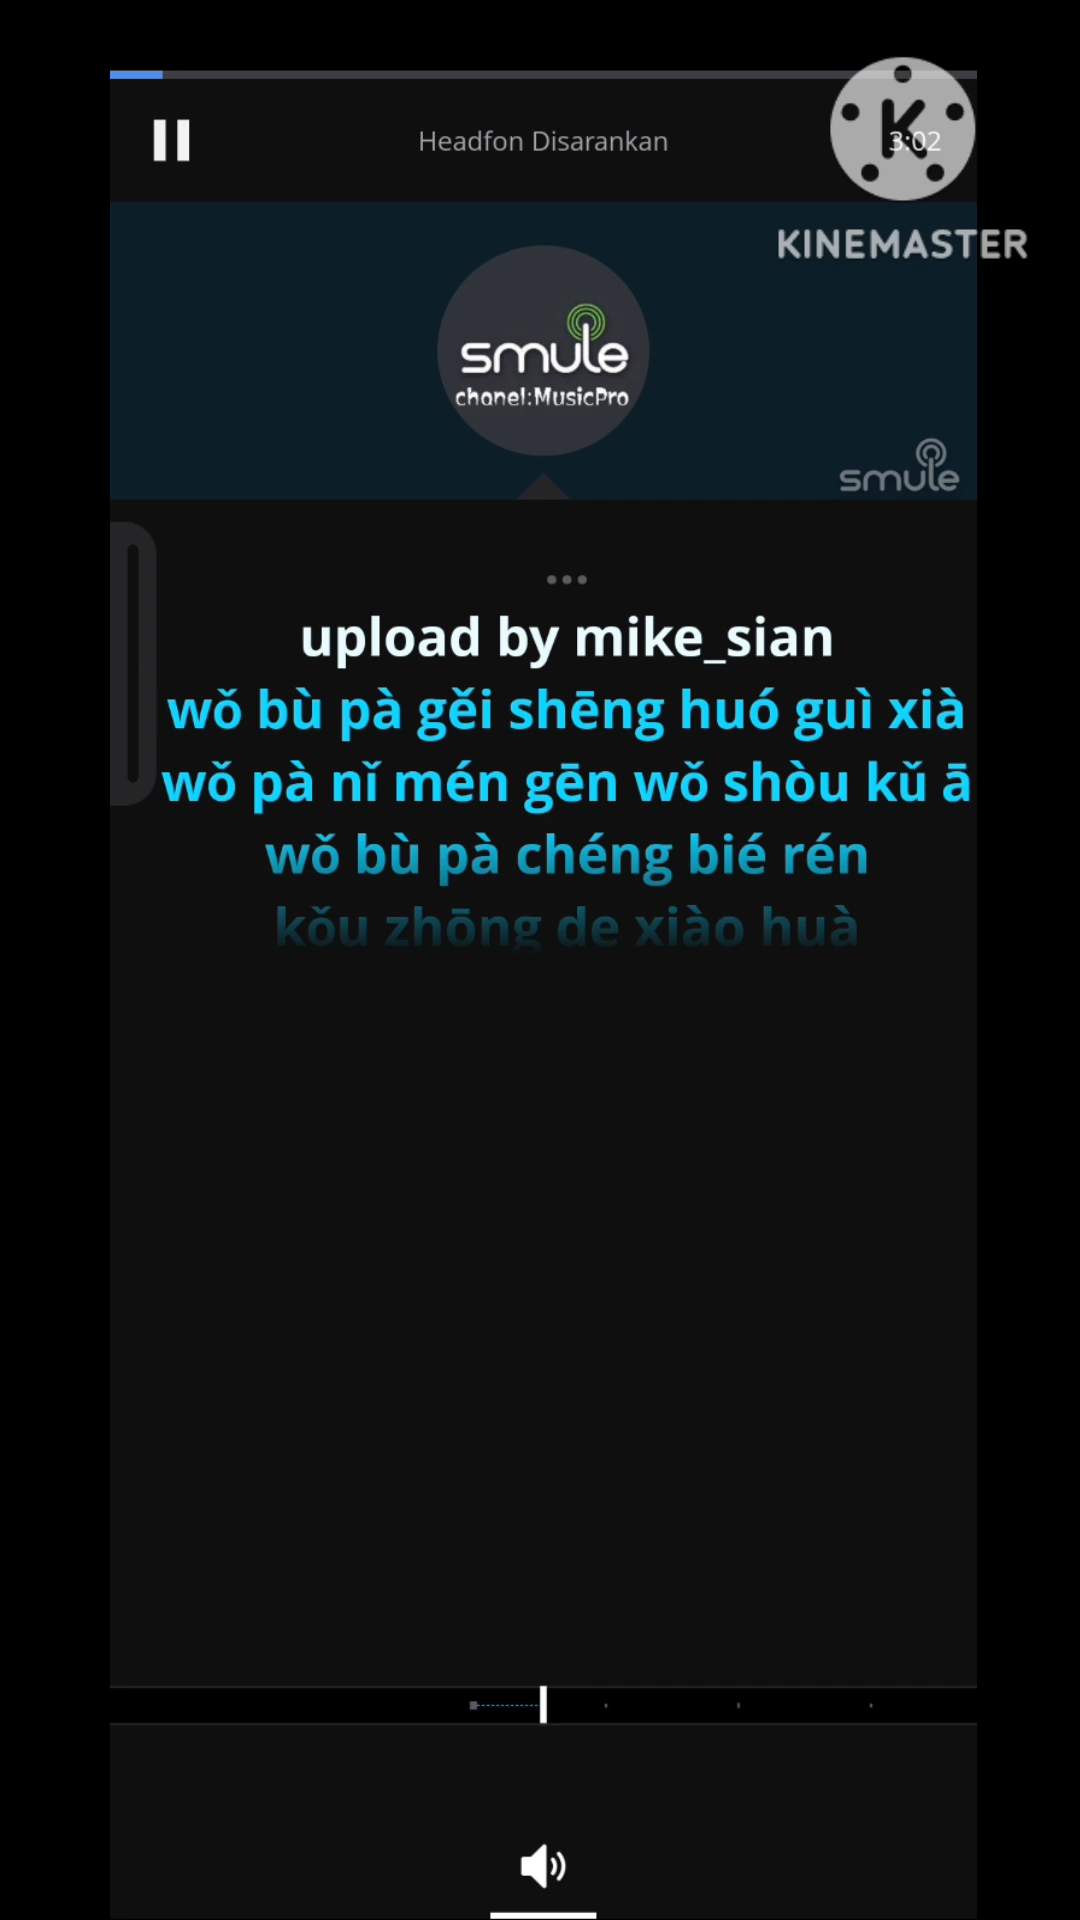 Headfon Disarankan
3:02
KINEMASTER
smule
chanel:MusicPro
smule
upload by mike_sian
wǒ bù pà gěi shēng huó guì xià
wǒ pà nǐ mén gēn wǒ shòu kǔ ā
wǒ bù pà chéng bié rén
kǒu zhōng de xiào huà